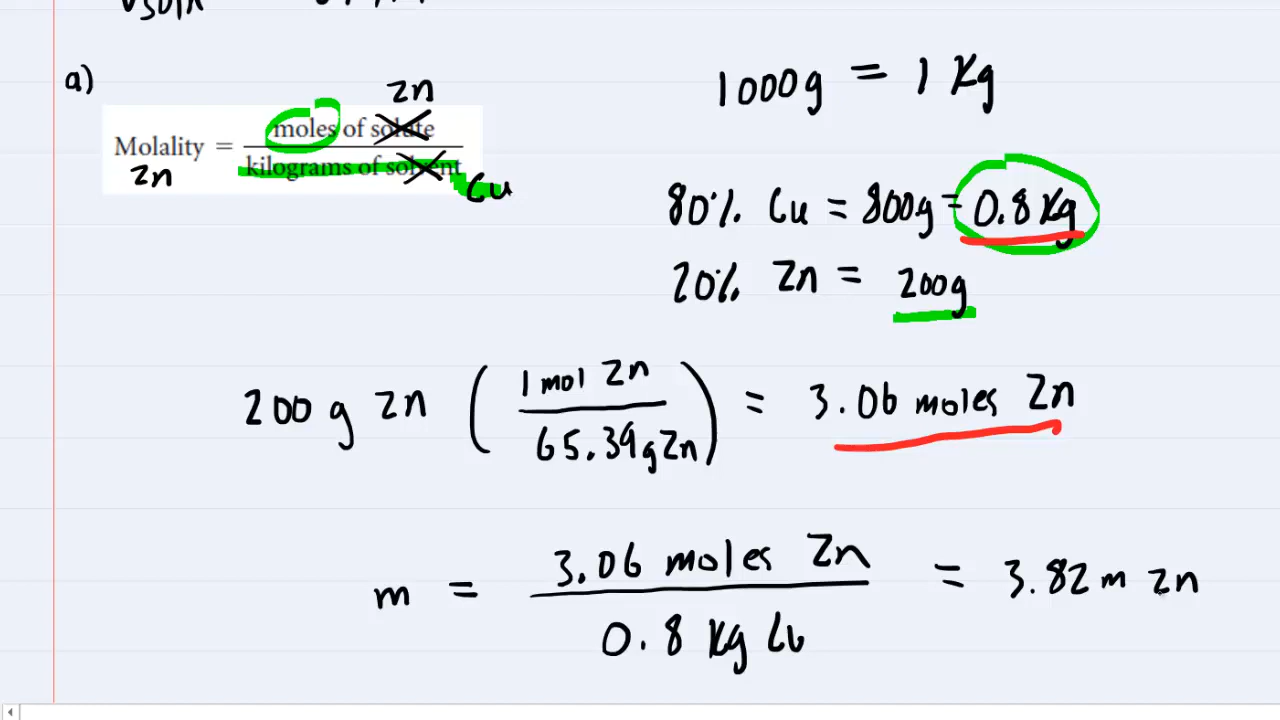 a)
Zn
Molality = moles of solute / kilograms of solvent
Zn
Cu
1000g = 1 Kg
80% Cu = 800g = 0.8 Kg
20% Zn = 200g
200 g Zn ( 1 mol Zn / 65.39 g Zn ) = 3.06 moles Zn
m = 3.06 moles Zn / 0.8 Kg Cu = 3.82 m Zn